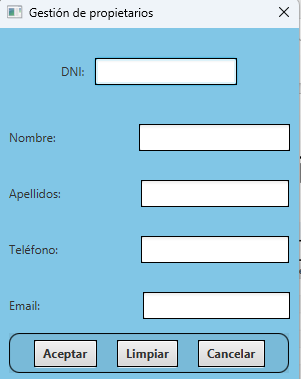 Gestión de propietarios
DNI:
Nombre:
Apellidos:
Teléfono:
Email:
Aceptar Limpiar Cancelar